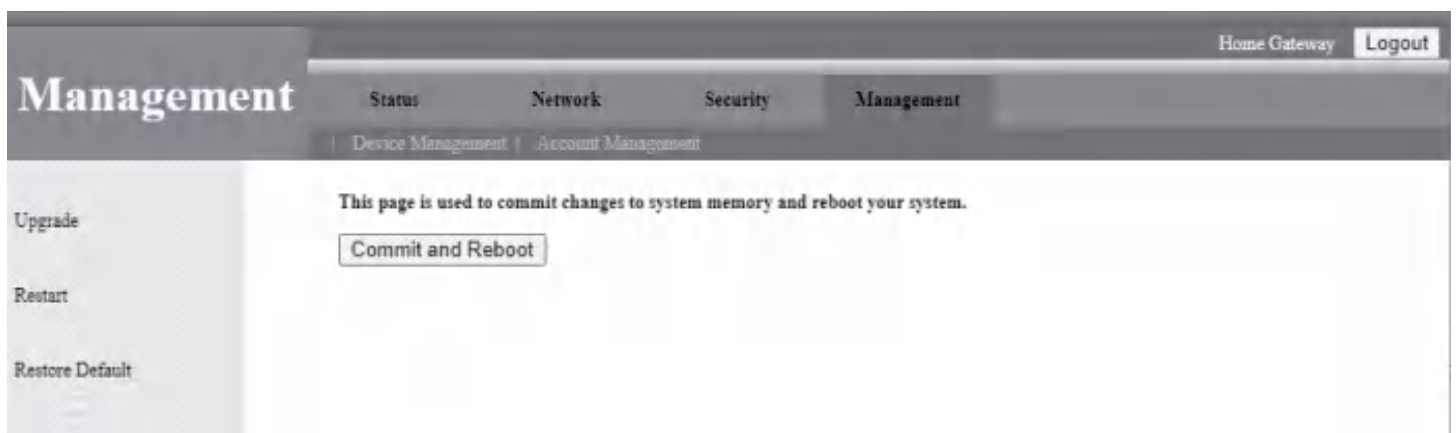 Home Gateway Logout
Management
Status Network Security Management
| Device Management | Account Management
This page is used to commit changes to system memory and reboot your system.
Upgrade
Commit and Reboot
Restart
Restore Default